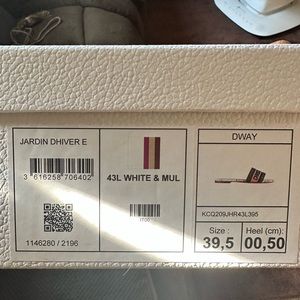 JARDIN DHIVER E
3 616258 706402
1146280 / 2196
43L WHITE & MUL
DWAY
KCQ209JHR43L395
Size :
39,5
Heel (cm):
00,50